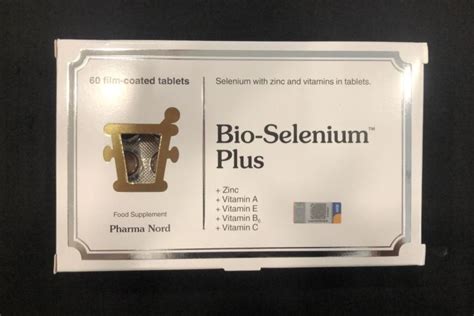 60 film-coated tablets
Selenium with zinc and vitamins in tablets.
Bio-Selenium™
Plus
+ Zinc
+ Vitamin A
+ Vitamin E
+ Vitamin B₆
+ Vitamin C
Food Supplement
Pharma Nord